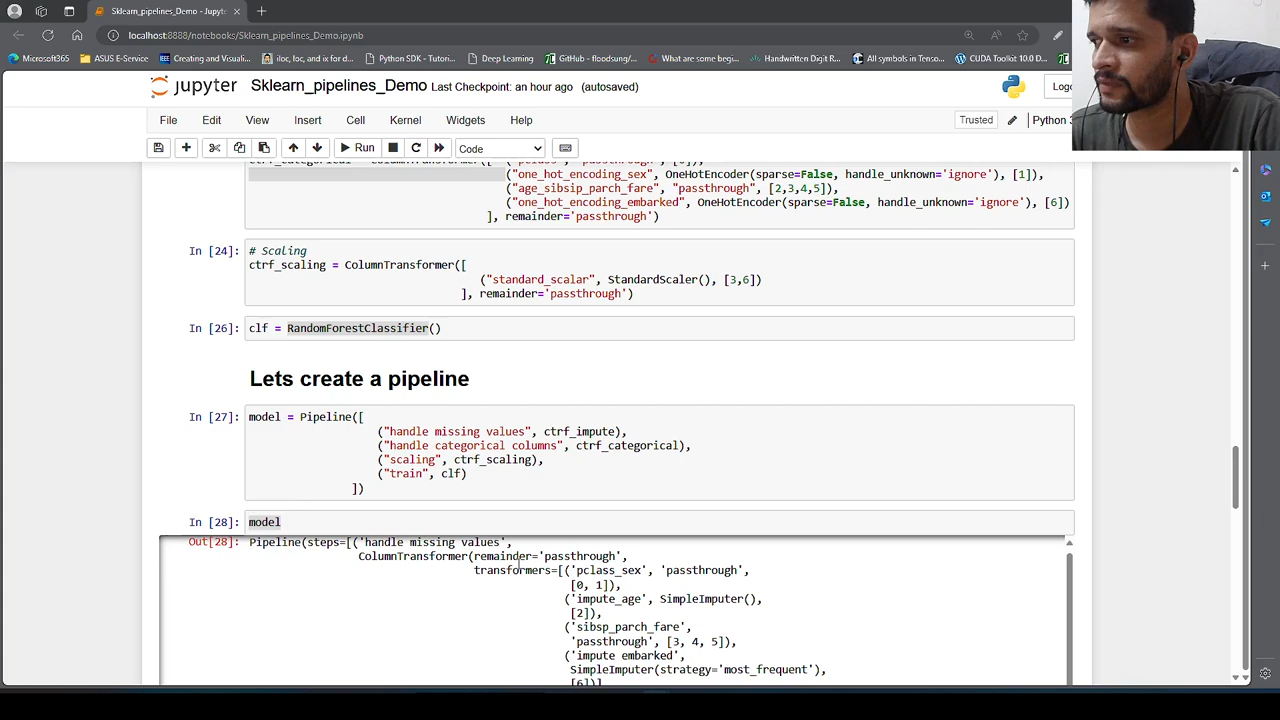 Sklearn_pipelines_Demo - Jupyte
localhost:8888/notebooks/Sklearn_pipelines_Demo.ipynb
Microsoft365
ASUS E-Service
Creating and Visuali...
iloc, loc, and ix for d...
Python SDK - Tutori...
Deep Learning
GitHub - floodsung/...
What are some begi...
Handwritten Digit R...
All symbols in Tenso...
CUDA Toolkit 10.0 D...
jupyter Sklearn_pipelines_Demo Last Checkpoint: an hour ago (autosaved)
Logo
File Edit View Insert Cell Kernel Widgets Help
Trusted
Python 3
Run
Code
("one_hot_encoding_sex", OneHotEncoder(sparse=False, handle_unknown='ignore'), [1]),
("age_sibsip_parch_fare", "passthrough", [2,3,4,5]),
("one_hot_encoding_embarked", OneHotEncoder(sparse=False, handle_unknown='ignore'), [6])
], remainder='passthrough')
In [24]: # Scaling
ctrf_scaling = ColumnTransformer([
("standard_scalar", StandardScaler(), [3,6])
], remainder='passthrough')
In [26]: clf = RandomForestClassifier()
Lets create a pipeline
In [27]: model = Pipeline([
("handle missing values", ctrf_impute),
("handle categorical columns", ctrf_categorical),
("scaling", ctrf_scaling),
("train", clf)
])
In [28]: model
Out[28]: Pipeline(steps=[('handle missing values',
ColumnTransformer(remainder='passthrough',
transformers=[('pclass_sex', 'passthrough',
[0, 1]),
('impute_age', SimpleImputer(),
[2]),
('sibsp_parch_fare',
'passthrough', [3, 4, 5]),
('impute embarked',
SimpleImputer(strategy='most_frequent'),
[6])]